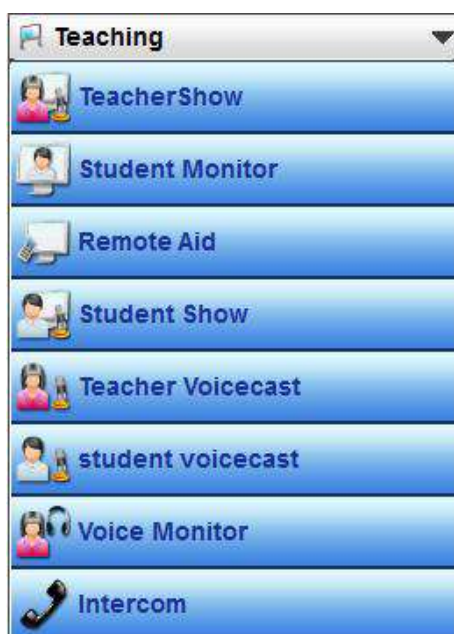 Teaching
TeacherShow
Student Monitor
Remote Aid
Student Show
Teacher Voicecast
student voicecast
Voice Monitor
Intercom